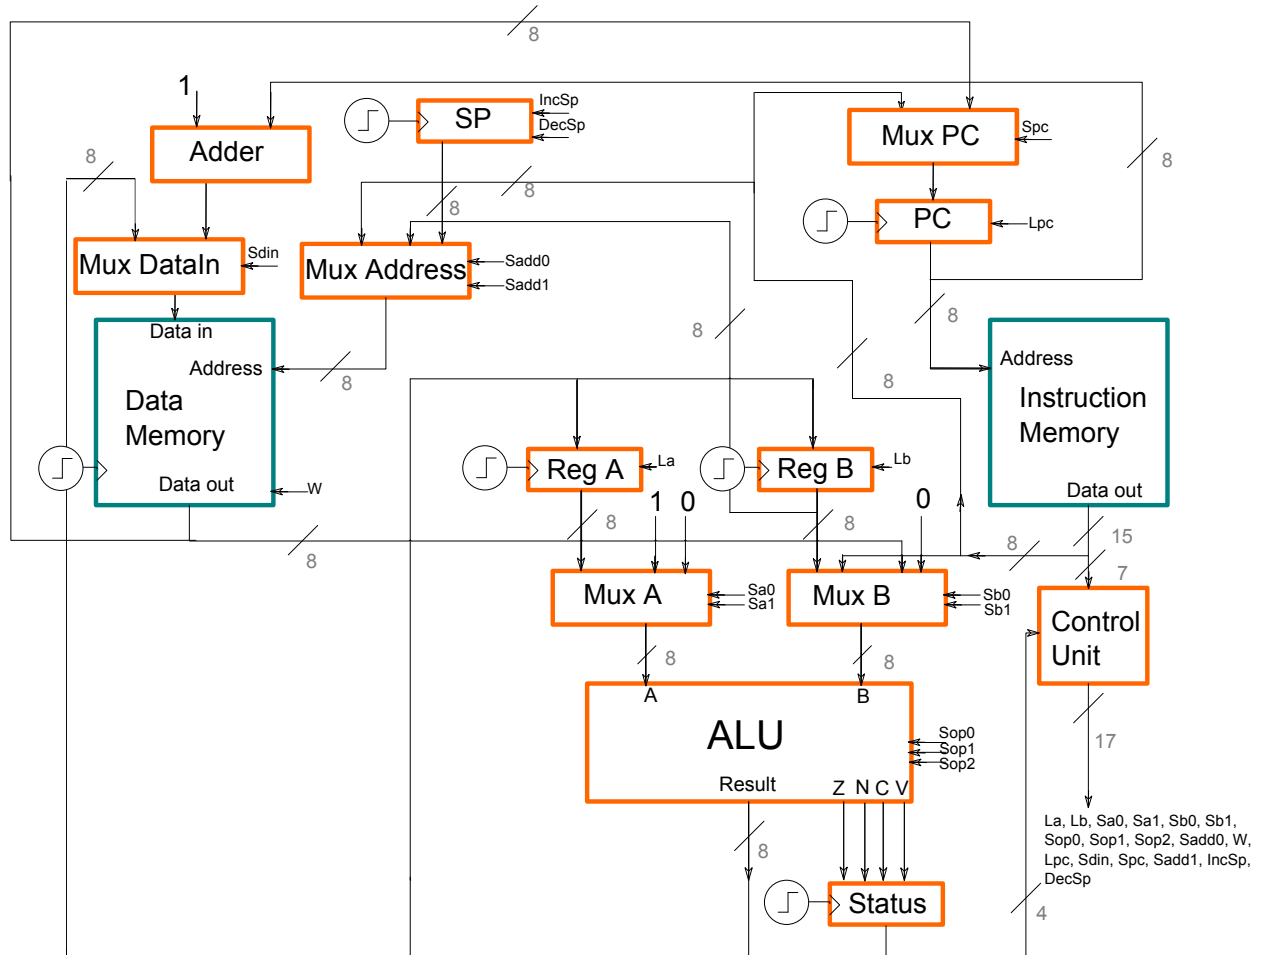 8
1
IncSp
SP
DecSp
Mux PC
Spc
Adder
8
8
8
8
PC
Lpc
Mux DataIn
Sdin
Mux Address
Sadd0
Sadd1
8
8
8
8
Data in
Address
Data
Memory
Data out
W
Address
Instruction
Memory
Data out
Reg A
La
Reg B
Lb
1
0
0
8
8
8
8
15
7
Mux A
Sa0
Sa1
Mux B
Sb0
Sb1
Control
Unit
8
8
A
B
ALU
Sop0
Sop1
Sop2
17
Result
Z
N
C
V
8
La, Lb, Sa0, Sa1, Sb0, Sb1,
Sop0, Sop1, Sop2, Sadd0, W,
Lpc, Sdin, Spc, Sadd1, IncSp,
DecSp
Status
4